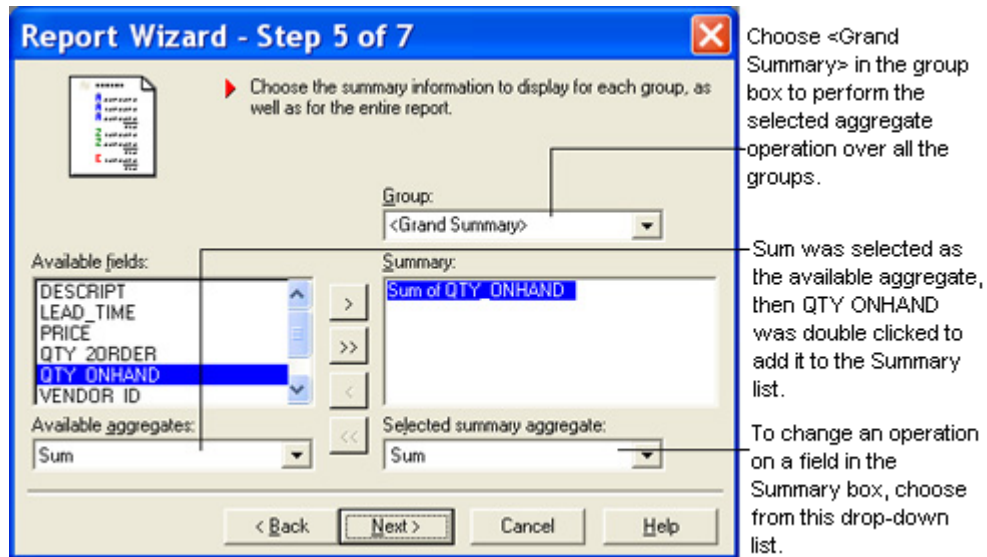 Report Wizard - Step 5 of 7
Choose the summary information to display for each group, as
well as for the entire report.
Group:
<Grand Summary>
Available fields:
DESCRIPT
LEAD_TIME
PRICE
QTY_2ORDER
QTY_ONHAND
VENDOR_ID
>
>>
<
<<
Summary:
Sum of QTY_ONHAND
Available aggregates:
Sum
Selected summary aggregate:
Sum
< Back
Next >
Cancel
Help
Choose <Grand
Summary> in the group
box to perform the
selected aggregate
operation over all the
groups.
Sum was selected as
the available aggregate,
then QTY ONHAND
was double clicked to
add it to the Summary
list.
To change an operation
on a field in the
Summary box, choose
from this drop-down
list.